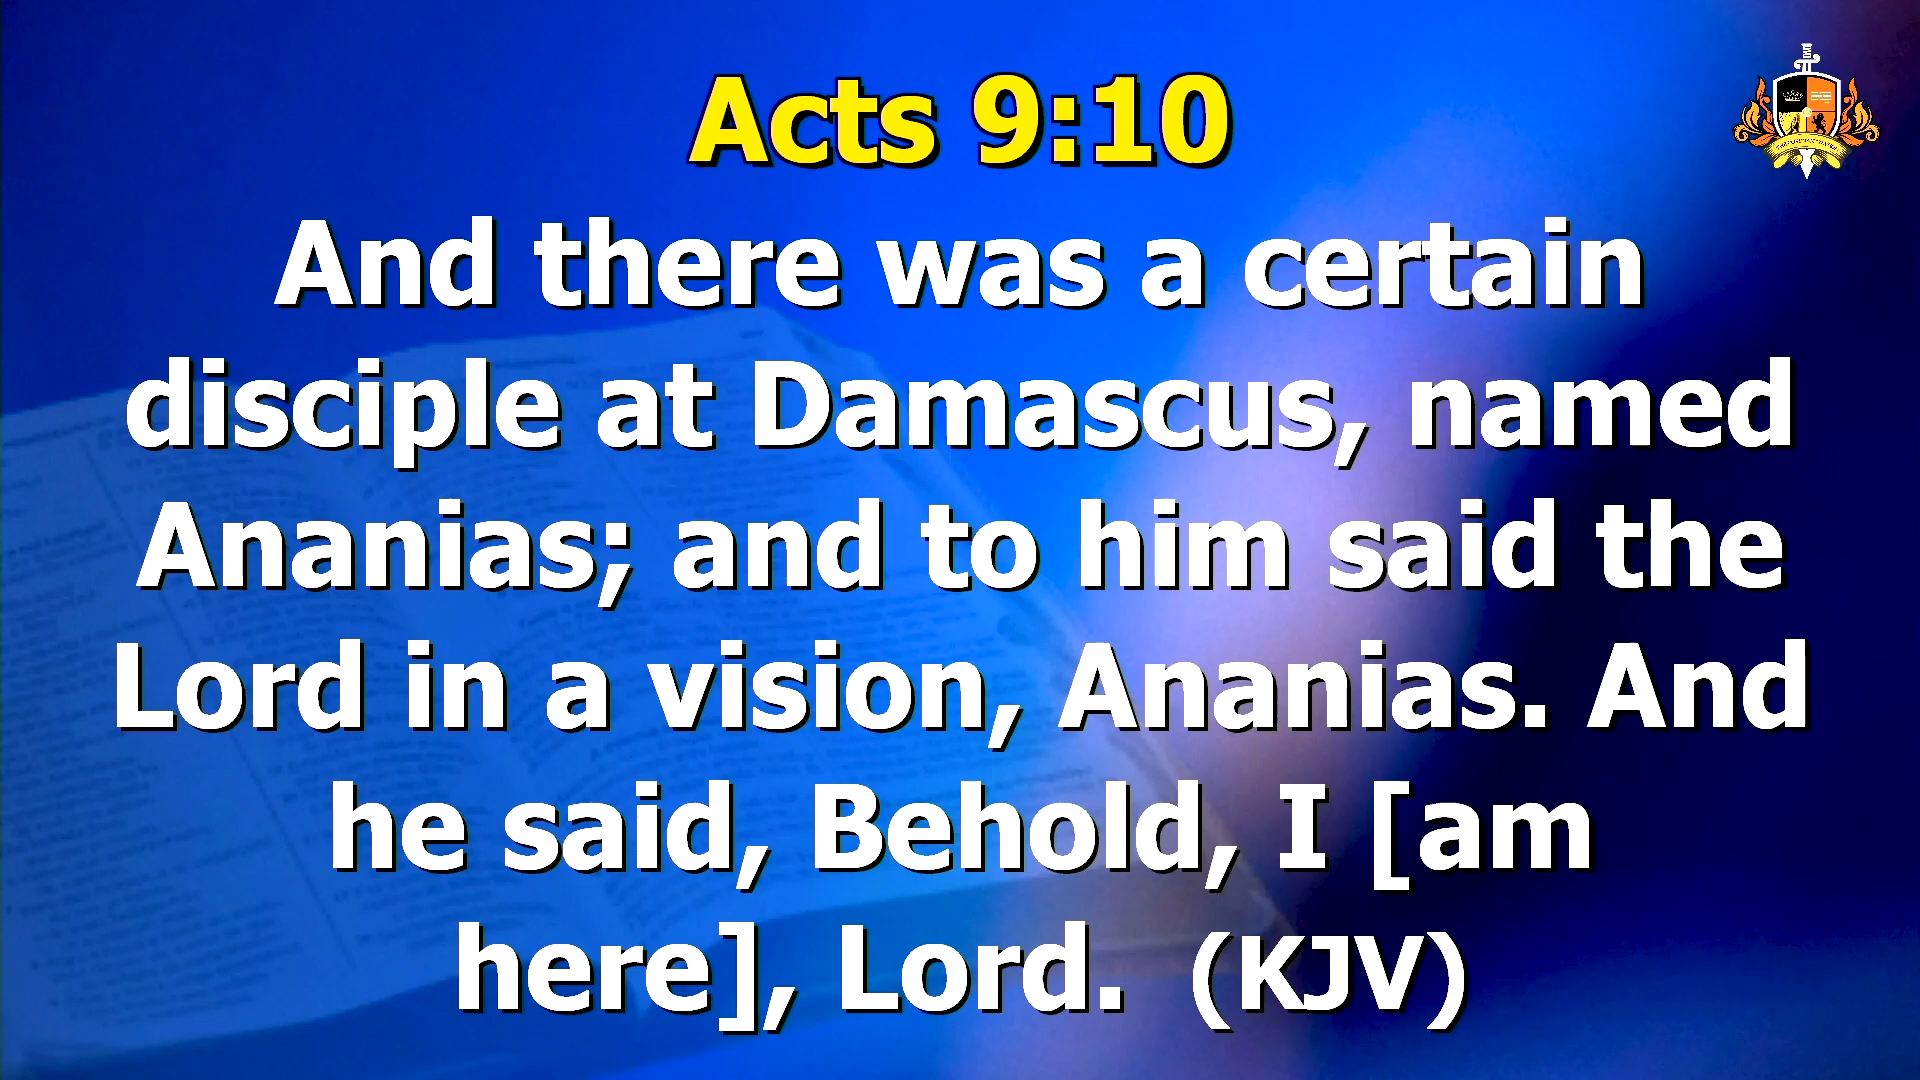 Acts 9:10
And there was a certain
disciple at Damascus, named
Ananias; and to him said the
Lord in a vision, Ananias. And
he said, Behold, I [am
here], Lord. (KJV)